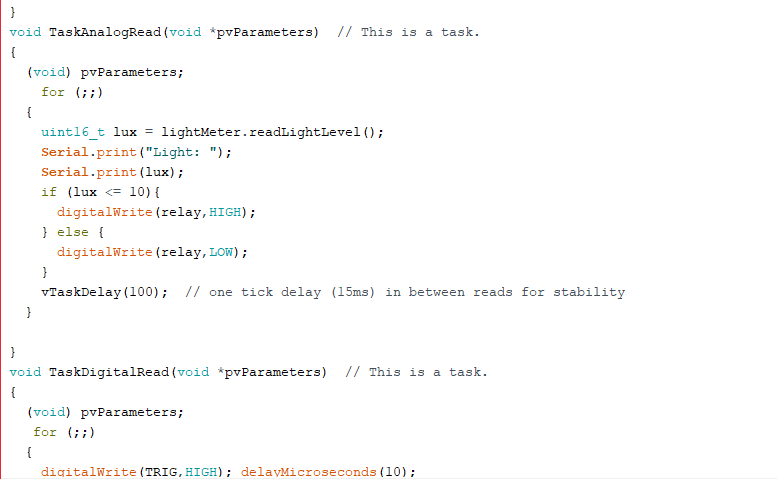 }
void TaskAnalogRead(void *pvParameters)  // This is a task.
{
  (void) pvParameters;
    for (;;)
  {
    uint16_t lux = lightMeter.readLightLevel();
    Serial.print("Light: ");
    Serial.print(lux);
    if (lux <= 10){
      digitalWrite(relay,HIGH);
    } else {
      digitalWrite(relay,LOW);
    }
    vTaskDelay(100);  // one tick delay (15ms) in between reads for stability
  }
}
void TaskDigitalRead(void *pvParameters)  // This is a task.
{
  (void) pvParameters;
   for (;;)
  {
    digitalWrite(TRIG,HIGH); delayMicroseconds(10);